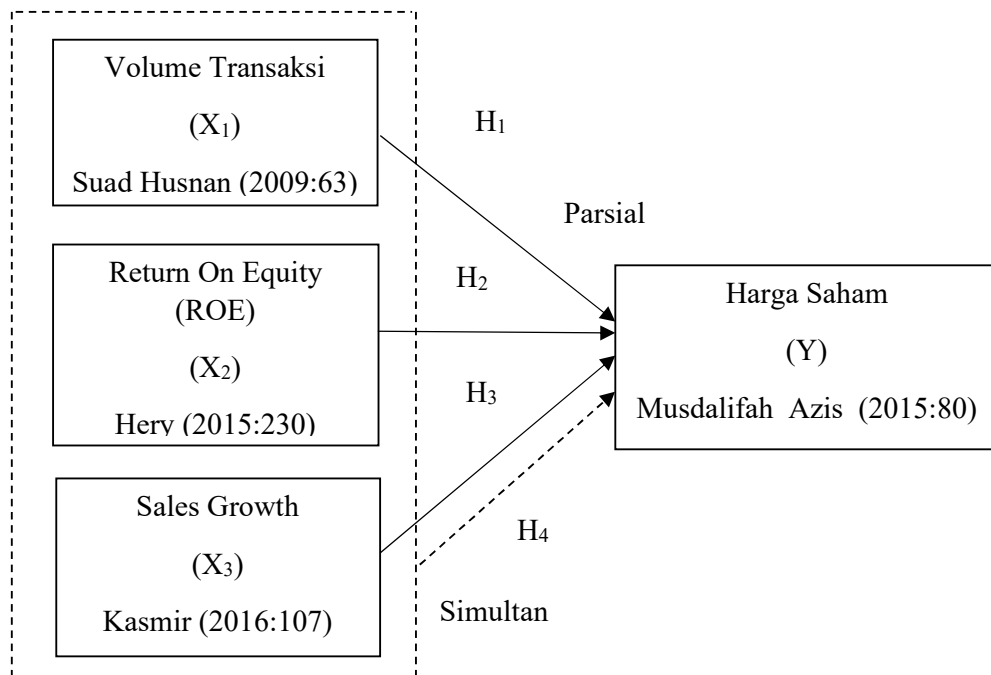 Volume Transaksi
(X₁)
Suad Husnan (2009:63)
H₁
Parsial
Return On Equity
(ROE)
(X₂)
Hery (2015:230)
H₂
Harga Saham
(Y)
Musdalifah Azis (2015:80)
H₃
Sales Growth
(X₃)
Kasmir (2016:107)
H₄
Simultan